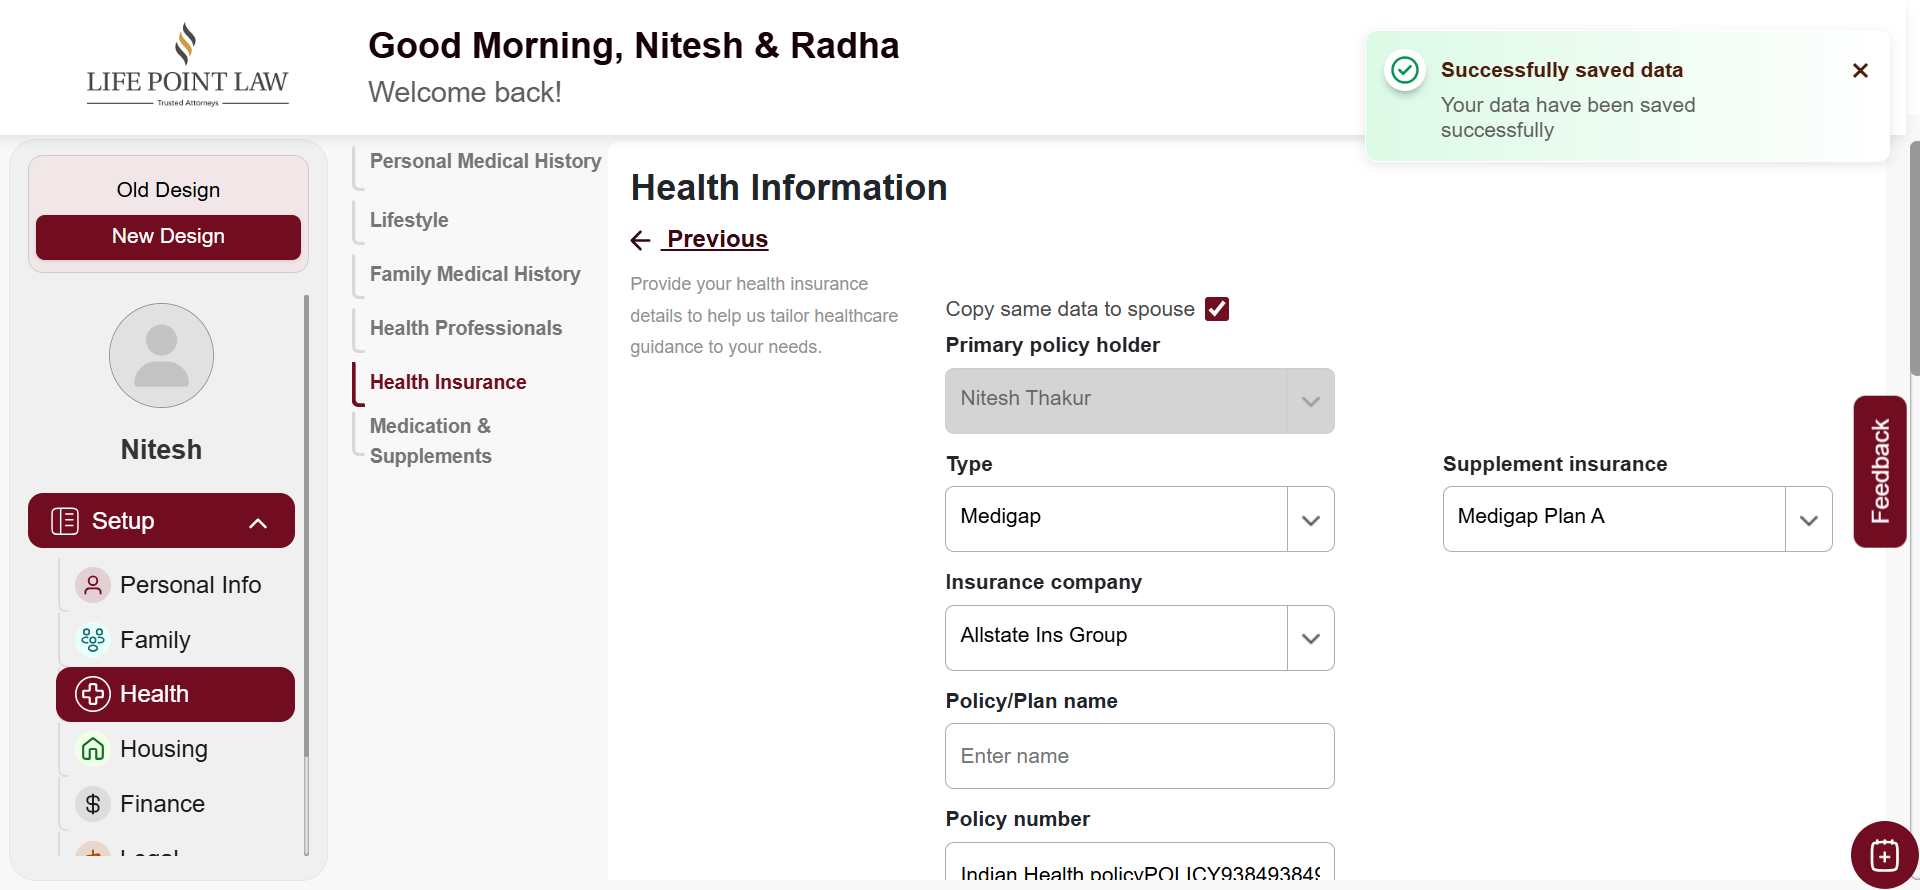 LIFE POINT LAW
Trusted Attorneys
Good Morning, Nitesh & Radha
Welcome back!
Successfully saved data
Your data have been saved
successfully
Old Design
New Design
Nitesh
Setup
Personal Info
Family
Health
Housing
Finance
Legal
Personal Medical History
Lifestyle
Family Medical History
Health Professionals
Health Insurance
Medication &
Supplements
Health Information
Previous
Provide your health insurance
details to help us tailor healthcare
guidance to your needs.
Copy same data to spouse
Primary policy holder
Nitesh Thakur
Type
Medigap
Supplement insurance
Medigap Plan A
Insurance company
Allstate Ins Group
Policy/Plan name
Enter name
Policy number
Indian Health policyPOLICY938493849
Feedback